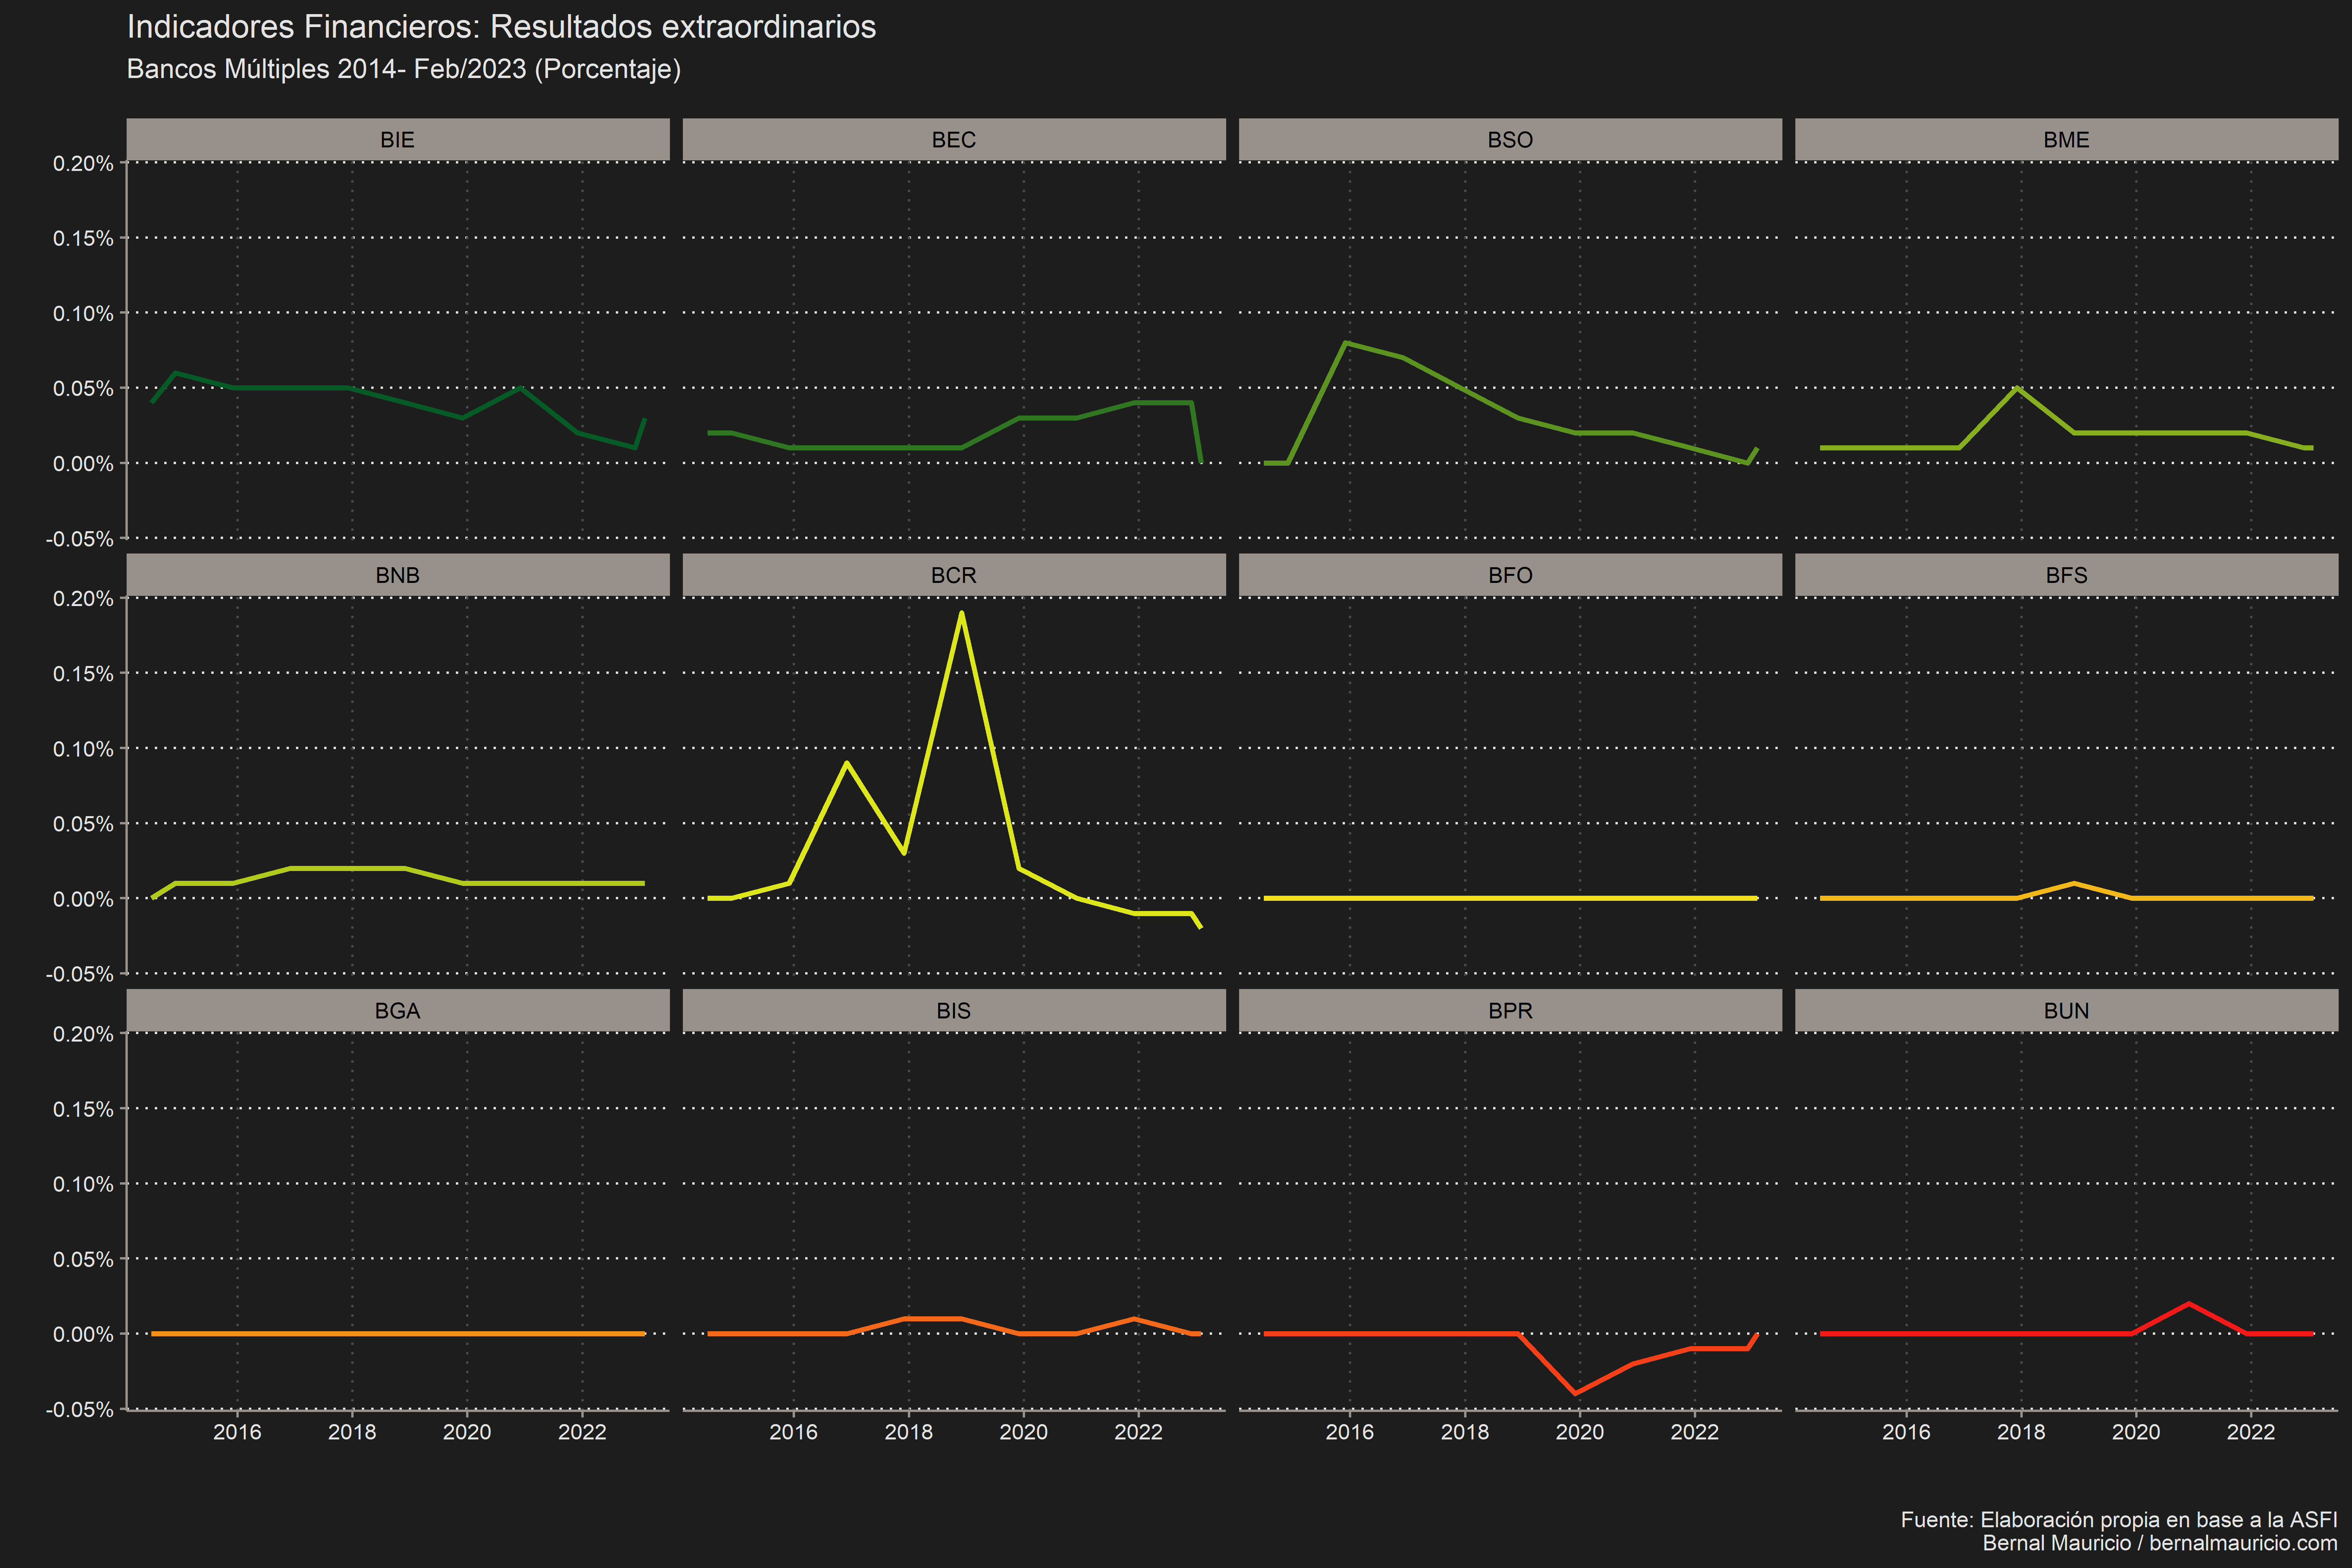 Indicadores Financieros: Resultados extraordinarios
Bancos Múltiples 2014- Feb/2023 (Porcentaje)
BIE BEC BSO BME
0.20%
0.15%
0.10%
0.05%
0.00%
-0.05%
BNB BCR BFO BFS
0.20%
0.15%
0.10%
0.05%
0.00%
-0.05%
BGA BIS BPR BUN
0.20%
0.15%
0.10%
0.05%
0.00%
-0.05%
2016 2018 2020 2022 2016 2018 2020 2022 2016 2018 2020 2022 2016 2018 2020 2022
Fuente: Elaboración propia en base a la ASFI
Bernal Mauricio / bernalmauricio.com